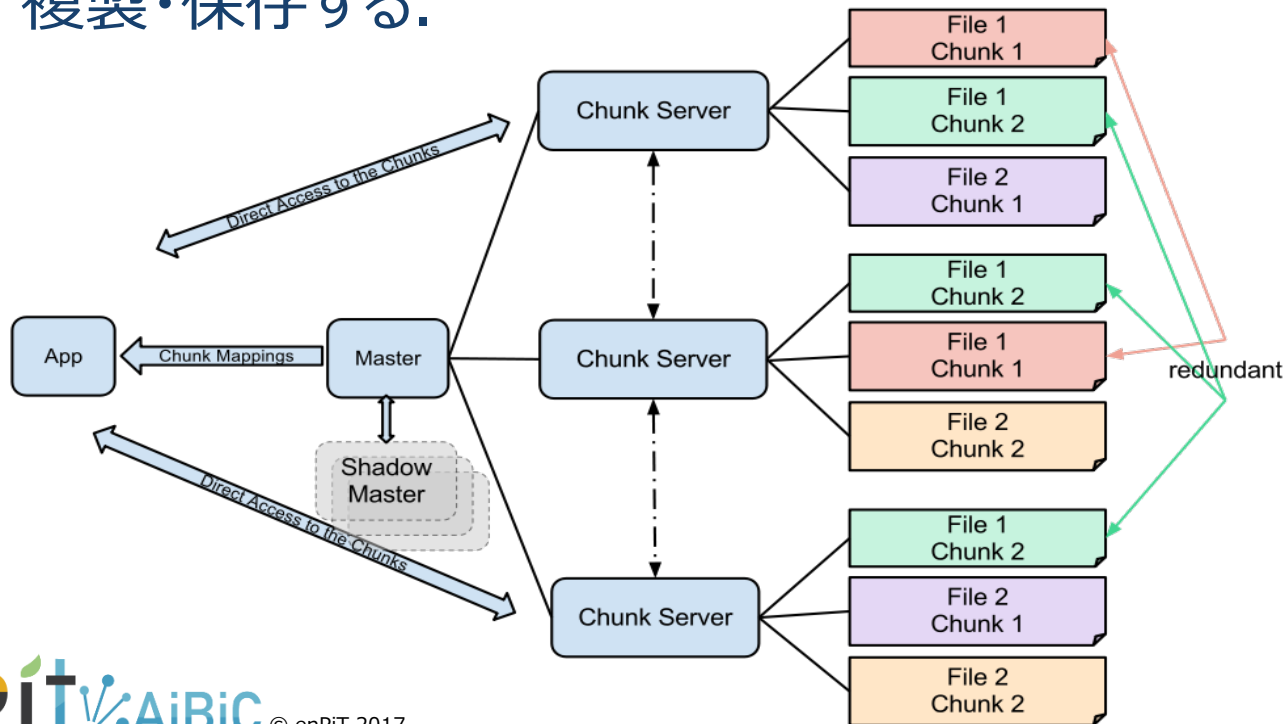 複製・保存する.
File 1
Chunk 1
File 1
Chunk 2
File 2
Chunk 1
Chunk Server
Direct Access to the Chunks
File 1
Chunk 2
File 1
Chunk 1
File 2
Chunk 2
Chunk Server
redundant
App
Chunk Mappings
Master
Shadow
Master
Direct Access to the Chunks
File 1
Chunk 2
File 2
Chunk 1
File 2
Chunk 2
Chunk Server
PiT AiBiC © enPiT 2017